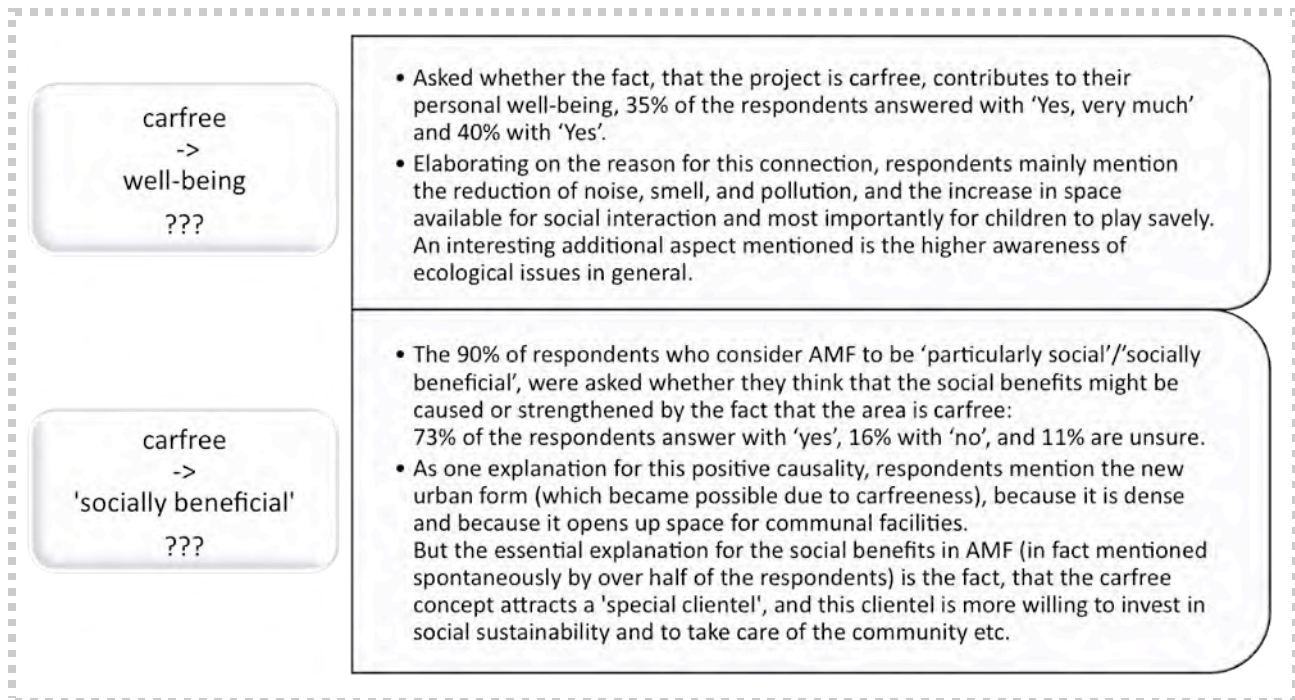 carfree
->
well-being
???
• Asked whether the fact, that the project is carfree, contributes to their
personal well-being, 35% of the respondents answered with ‘Yes, very much’
and 40% with ‘Yes’.
• Elaborating on the reason for this connection, respondents mainly mention
the reduction of noise, smell, and pollution, and the increase in space
available for social interaction and most importantly for children to play savely.
An interesting additional aspect mentioned is the higher awareness of
ecological issues in general.
carfree
->
'socially beneficial'
???
• The 90% of respondents who consider AMF to be ‘particularly social’/‘socially
beneficial’, were asked whether they think that the social benefits might be
caused or strengthened by the fact that the area is carfree:
73% of the respondents answer with ‘yes’, 16% with ‘no’, and 11% are unsure.
• As one explanation for this positive causality, respondents mention the new
urban form (which became possible due to carfreeness), because it is dense
and because it opens up space for communal facilities.
But the essential explanation for the social benefits in AMF (in fact mentioned
spontaneously by over half of the respondents) is the fact, that the carfree
concept attracts a 'special clientel', and this clientel is more willing to invest in
social sustainability and to take care of the community etc.